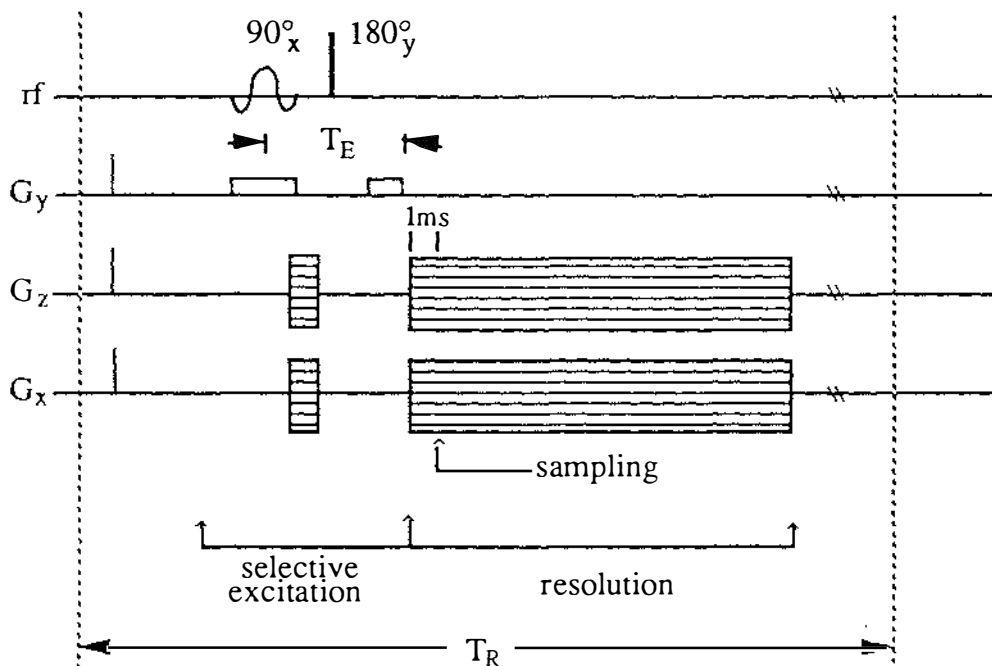 90°x 180°y
rf
TE
Gy
1ms
Gz
Gx
sampling
selective
excitation
resolution
TR